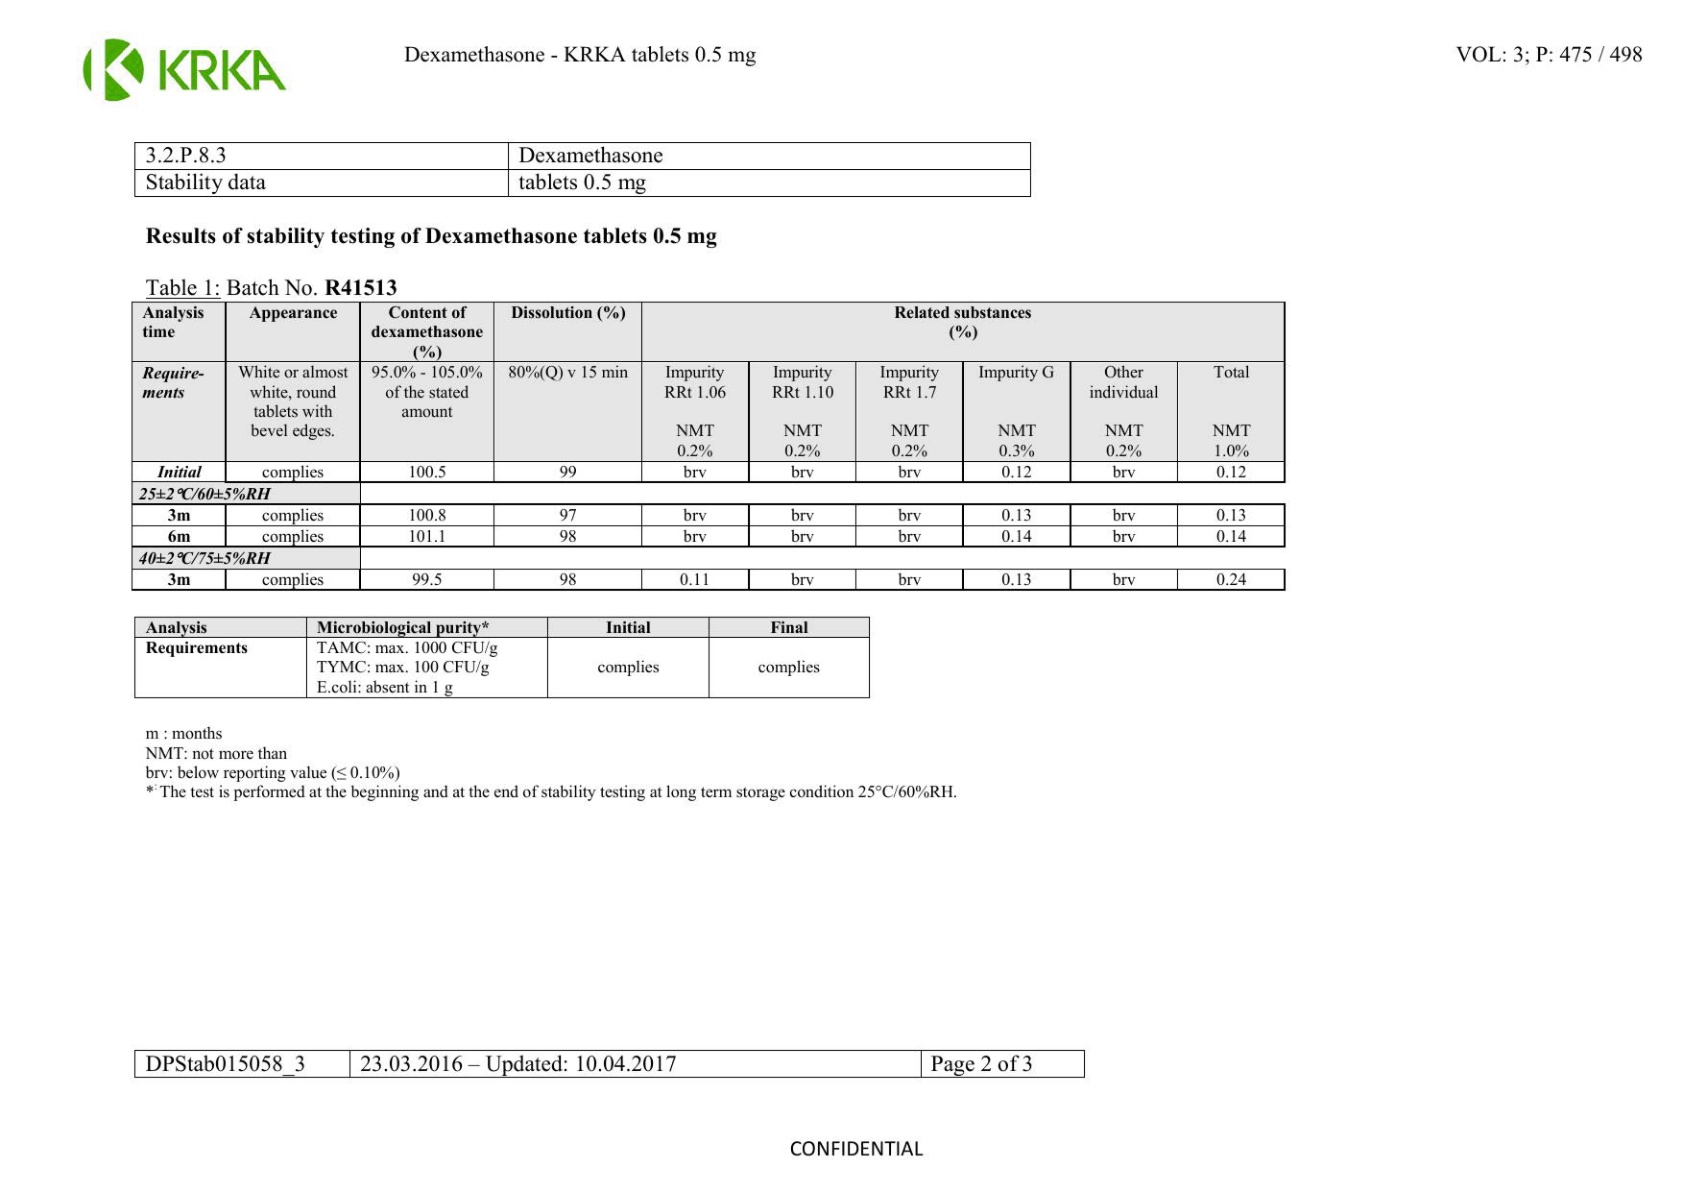 KRKA
Dexamethasone - KRKA tablets 0.5 mg
VOL: 3; P: 475 / 498
3.2.P.8.3 Dexamethasone
Stability data tablets 0.5 mg
Results of stability testing of Dexamethasone tablets 0.5 mg
Table 1: Batch No. R41513
Analysis time Appearance Content of dexamethasone (%) Dissolution (%) Related substances (%)
Require-ments White or almost white, round tablets with bevel edges. 95.0% - 105.0% of the stated amount 80%(Q) v 15 min Impurity RRt 1.06 NMT 0.2% Impurity RRt 1.10 NMT 0.2% Impurity RRt 1.7 NMT 0.2% Impurity G NMT 0.3% Other individual NMT 0.2% Total NMT 1.0%
Initial complies 100.5 99 brv brv brv 0.12 brv 0.12
25±2°C/60±5%RH
3m complies 100.8 97 brv brv brv 0.13 brv 0.13
6m complies 101.1 98 brv brv brv 0.14 brv 0.14
40±2°C/75±5%RH
3m complies 99.5 98 0.11 brv brv 0.13 brv 0.24
Analysis Microbiological purity* Initial Final
Requirements TAMC: max. 1000 CFU/g
TYMC: max. 100 CFU/g complies complies
E.coli: absent in 1 g
m : months
NMT: not more than
brv: below reporting value (≤ 0.10%)
*: The test is performed at the beginning and at the end of stability testing at long term storage condition 25°C/60%RH.
DPStab015058_3 23.03.2016 – Updated: 10.04.2017 Page 2 of 3
CONFIDENTIAL